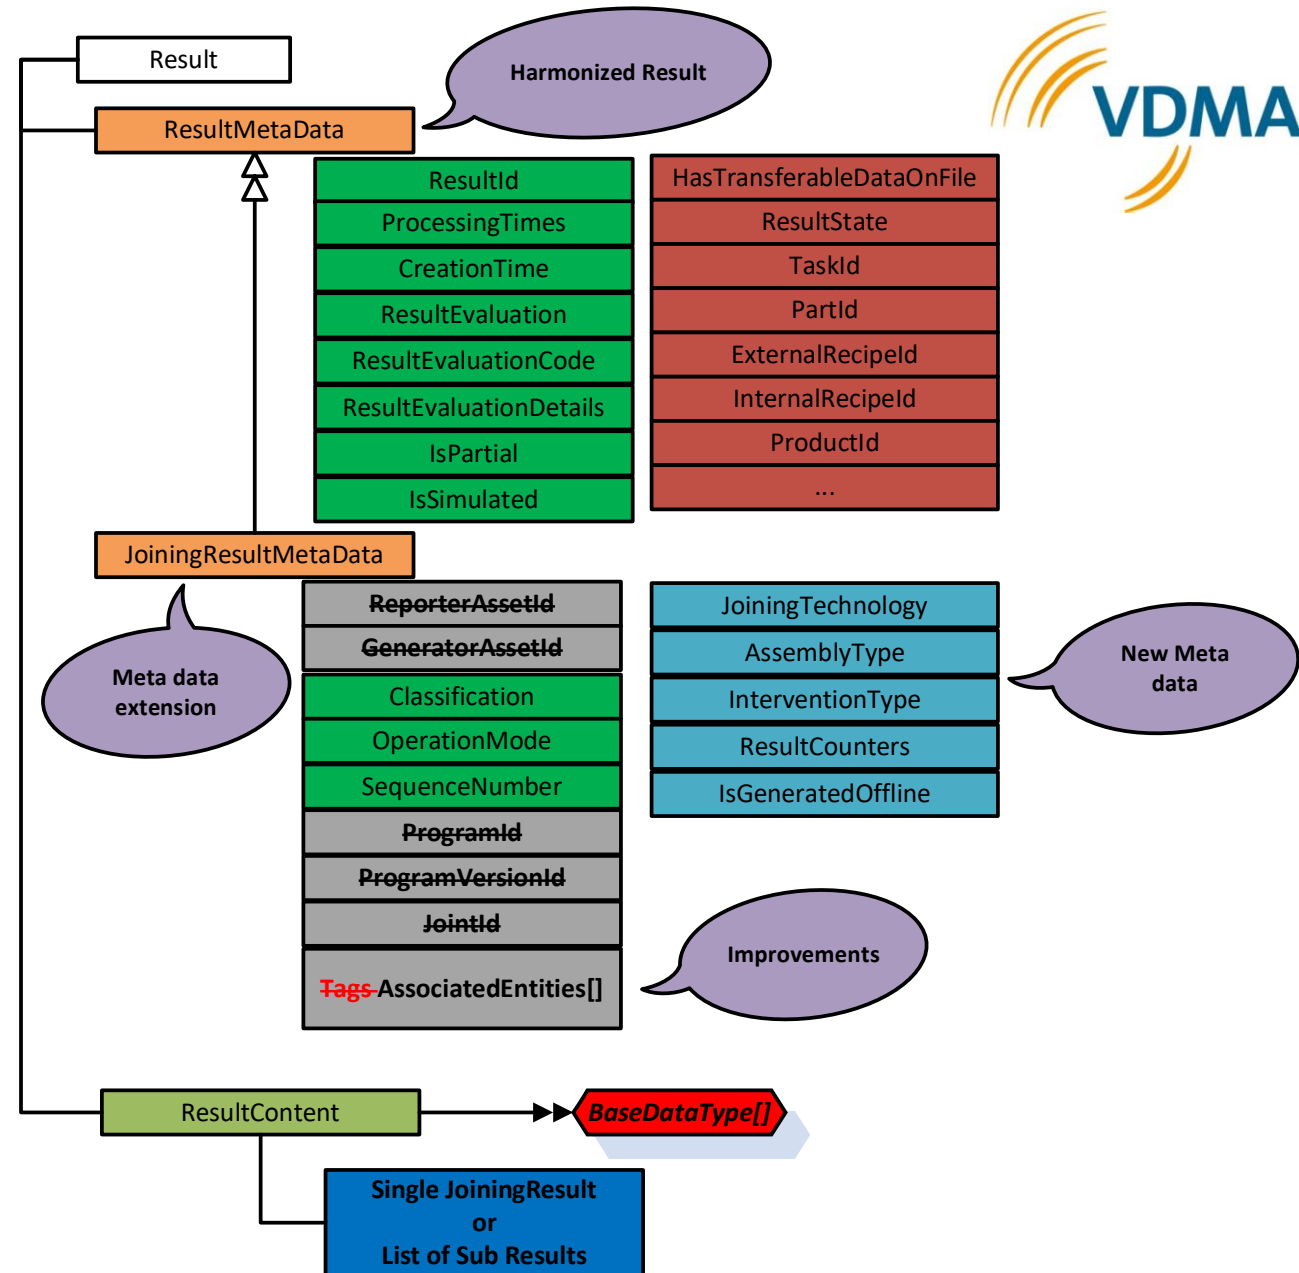 Result
Harmonized Result
VDMA
ResultMetaData
ResultId
ProcessingTimes
CreationTime
ResultEvaluation
ResultEvaluationCode
ResultEvaluationDetails
IsPartial
IsSimulated
HasTransferableDataOnFile
ResultState
TaskId
PartId
ExternalRecipeId
InternalRecipeId
ProductId
...
JoiningResultMetaData
Meta data
extension
ReporterAssetId
GeneratorAssetId
Classification
OperationMode
SequenceNumber
ProgramId
ProgramVersionId
JointId
Tags AssociatedEntities[]
JoiningTechnology
AssemblyType
InterventionType
ResultCounters
IsGeneratedOffline
New Meta
data
Improvements
ResultContent
BaseDataType[]
Single JoiningResult
or
List of Sub Results